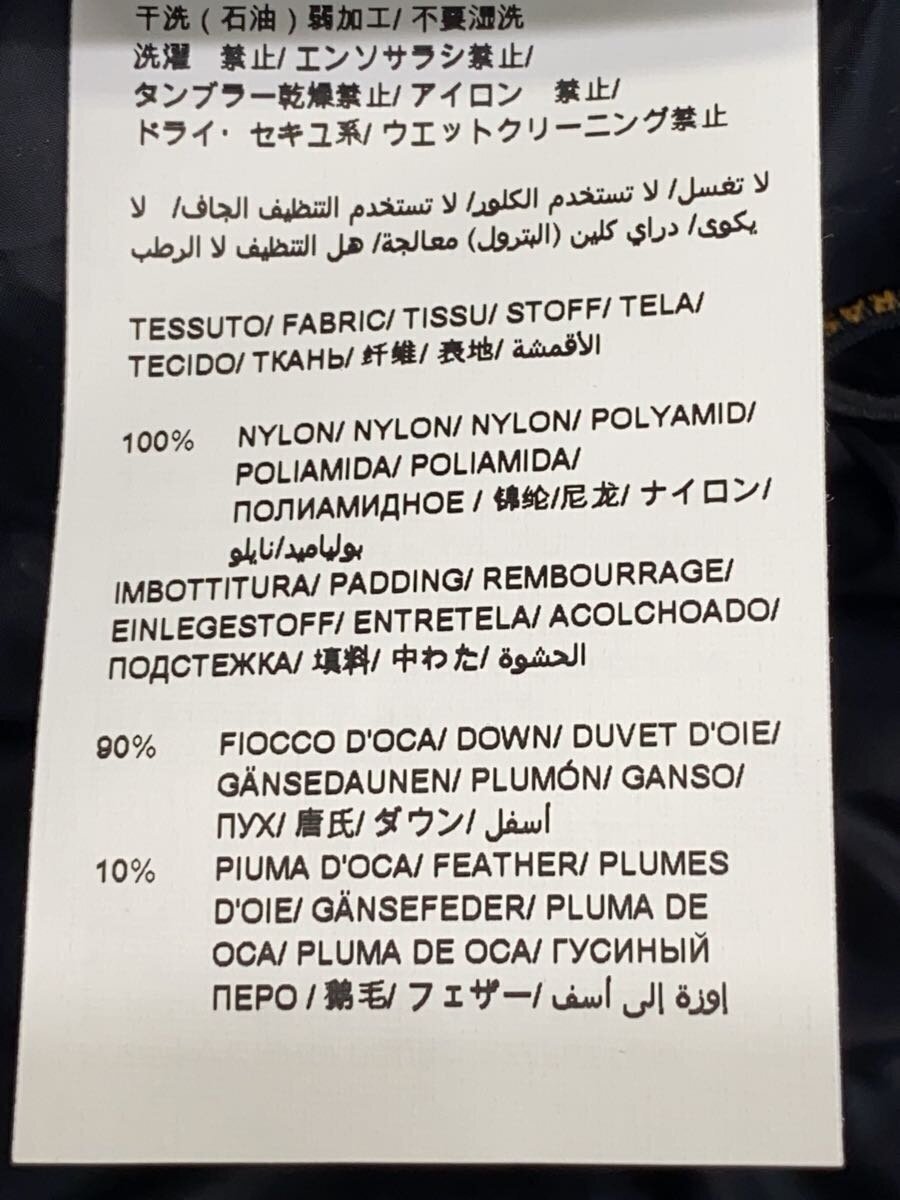 干洗（石油）弱加工/ 不要湿洗
洗濯　禁止/ エンソサラシ禁止/
タンブラー乾燥禁止/ アイロン　禁止/
ドライ・ セキユ系/ ウエットクリーニング禁止
لا تغسل/ لا تستخدم الكلور/ لا تستخدم التنظيف الجاف/ لا
يكوى/ دراي كلين (البترول) معالجة/ هل التنظيف لا الرطب
TESSUTO/ FABRIC/ TISSU/ STOFF/ TELA/
TECIDO/ ТКАНЬ/ 纤维/ 表地/ الأقمشة
100% NYLON/ NYLON/ NYLON/ POLYAMID/
POLIAMIDA/ POLIAMIDA/
ПОЛИАМИДНОЕ / 锦纶/尼龙/ ナイロン/
بولياميد/نايلو
IMBOTTITURA/ PADDING/ REMBOURRAGE/
EINLEGESTOFF/ ENTRETELA/ ACOLCHOADO/
ПОДСТЕЖКА/ 填料/ 中わた/ الحشوة
90% FIOCCO D'OCA/ DOWN/ DUVET D'OIE/
GÄNSEDAUNEN/ PLUMÓN/ GANSO/
ПУХ/ 唐氏/ ダウン/ أسفل
10% PIUMA D'OCA/ FEATHER/ PLUMES
D'OIE/ GÄNSEFEDER/ PLUMA DE
OCA/ PLUMA DE OCA/ ГУСИНЫЙ
ПЕРО / 鵝毛/ フェザー/ إوزة إلى أسف